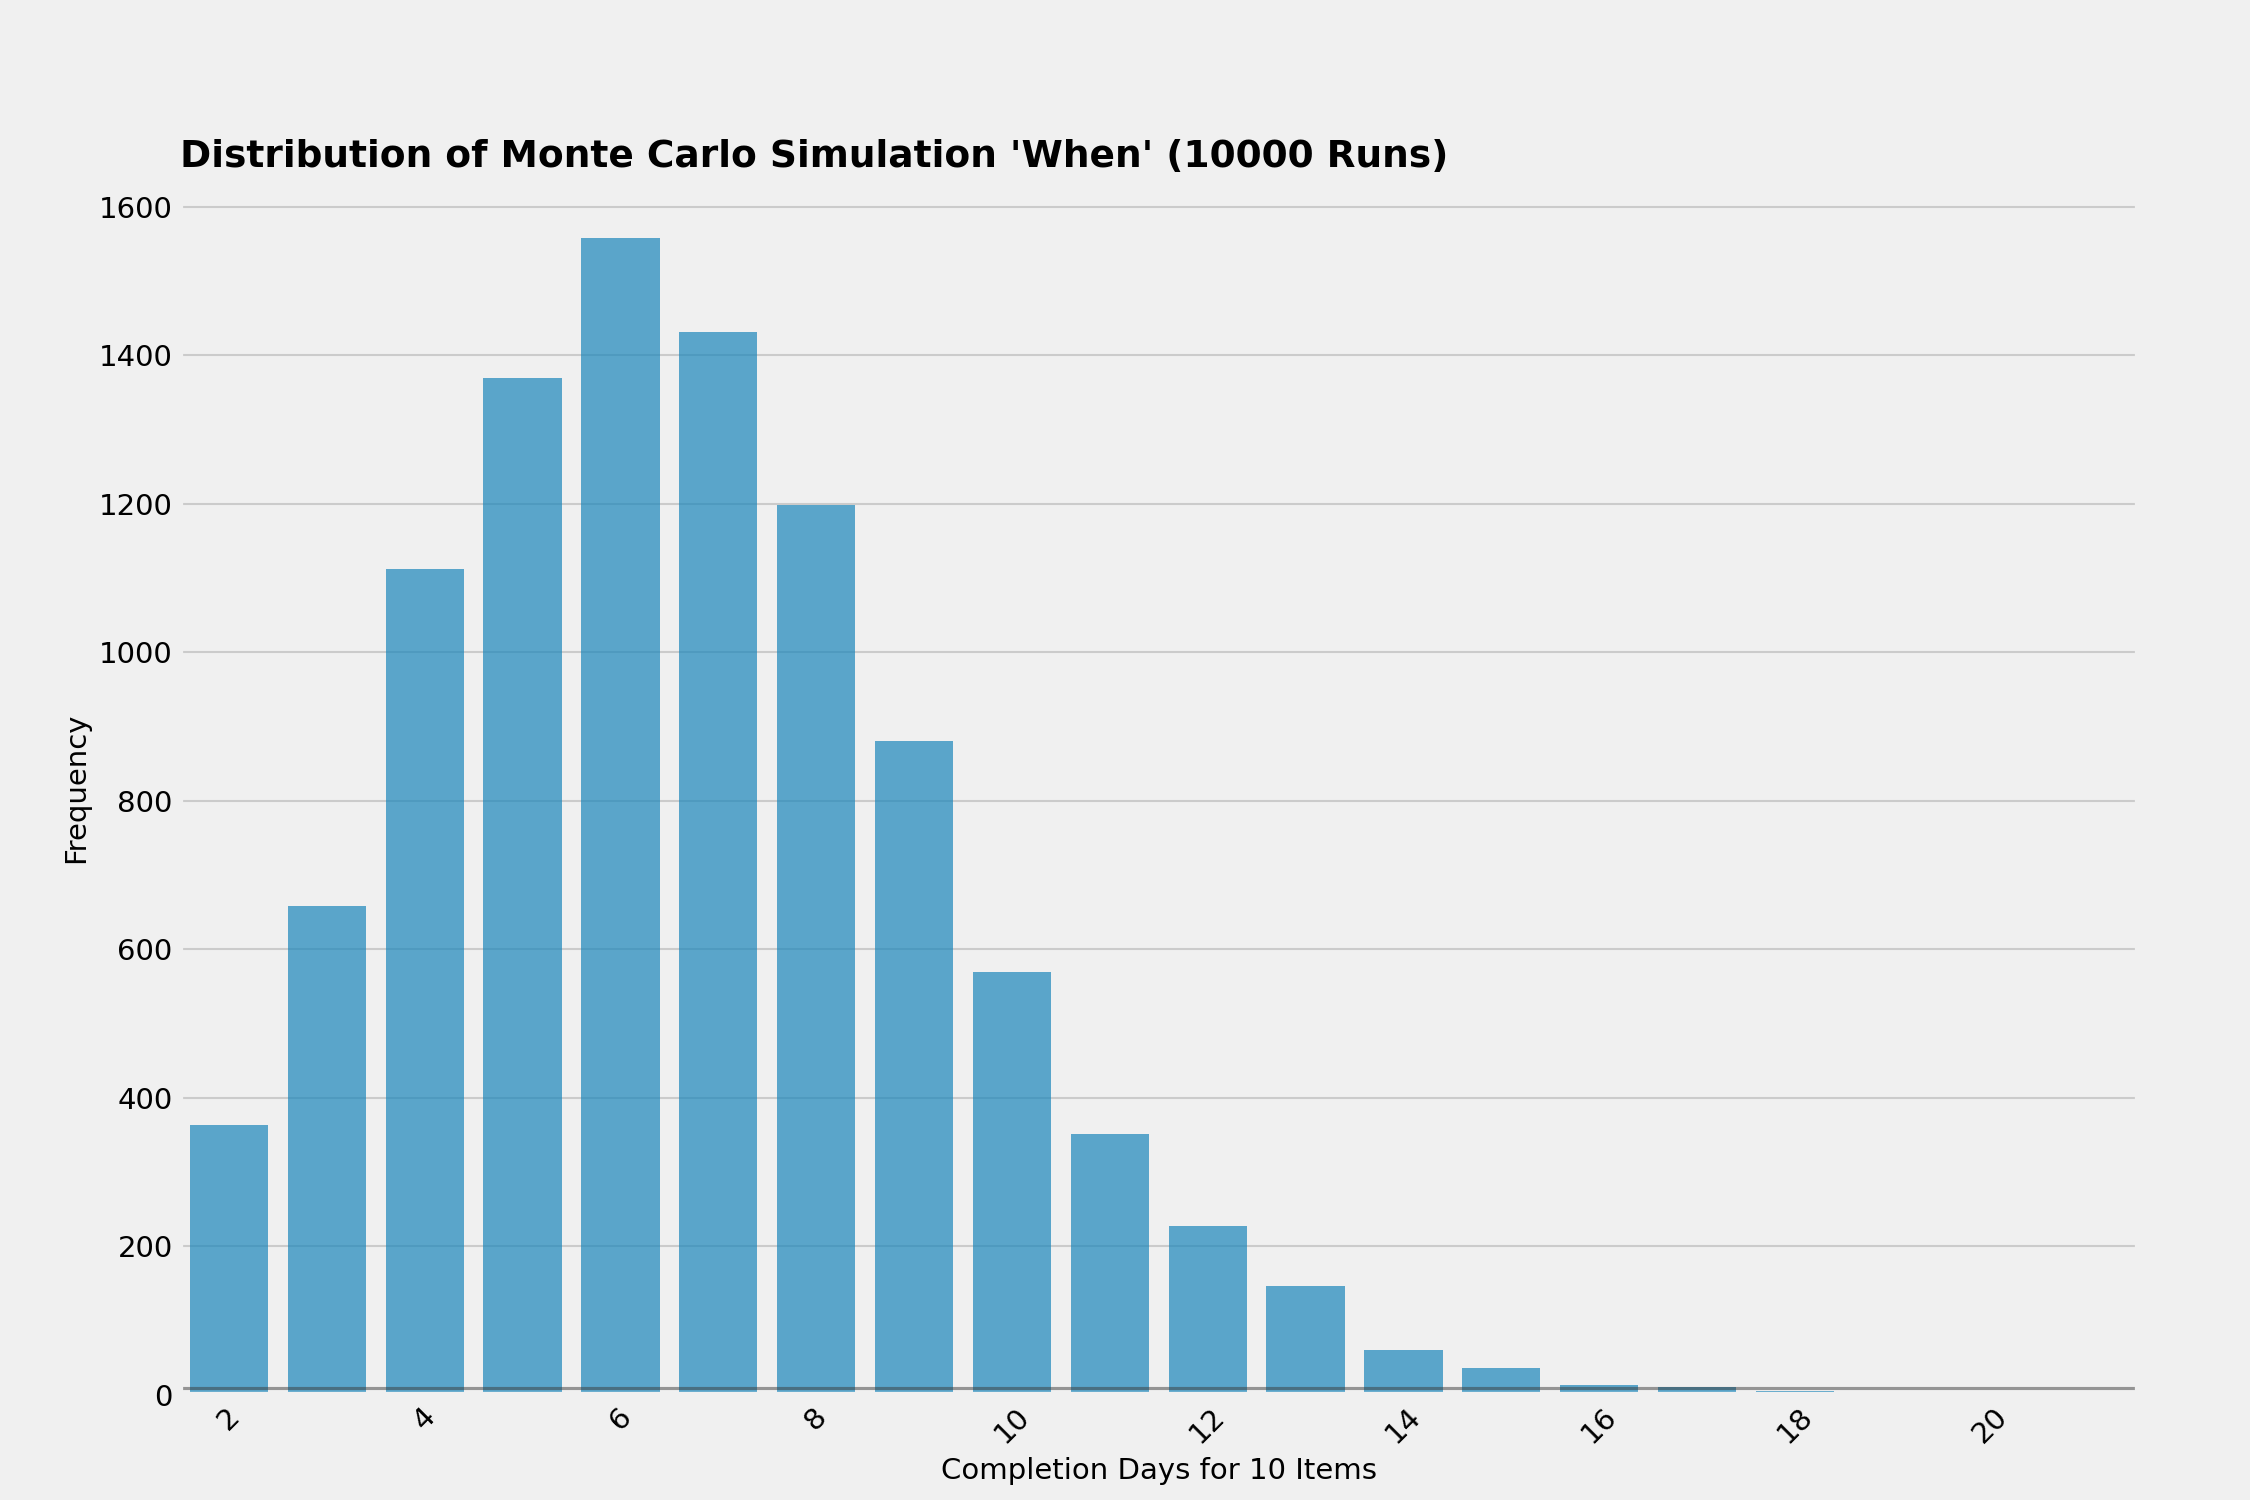 Distribution of Monte Carlo Simulation 'When' (10000 Runs)
1600
1400
1200
1000
800
600
400
200
0
Frequency
2 4 6 8 10 12 14 16 18 20
Completion Days for 10 Items